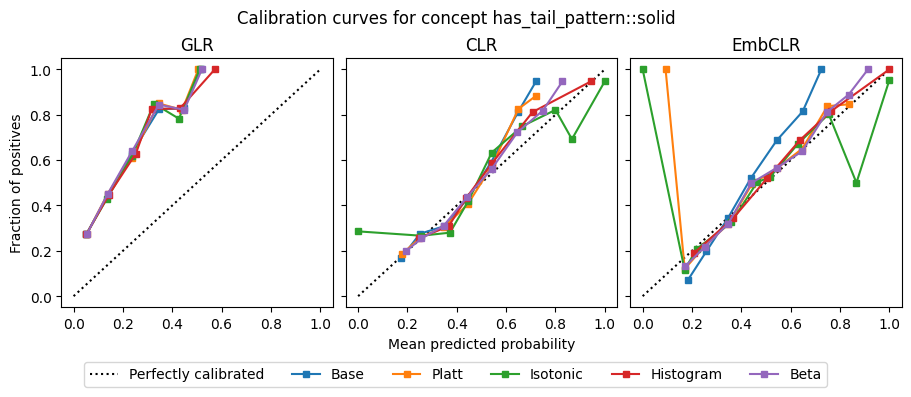 Calibration curves for concept has_tail_pattern::solid
GLR
CLR
EmbCLR
Fraction of positives
1.0
0.8
0.6
0.4
0.2
0.0
0.0 0.2 0.4 0.6 0.8 1.0
0.0 0.2 0.4 0.6 0.8 1.0
0.0 0.2 0.4 0.6 0.8 1.0
Mean predicted probability
Perfectly calibrated Base Platt Isotonic Histogram Beta